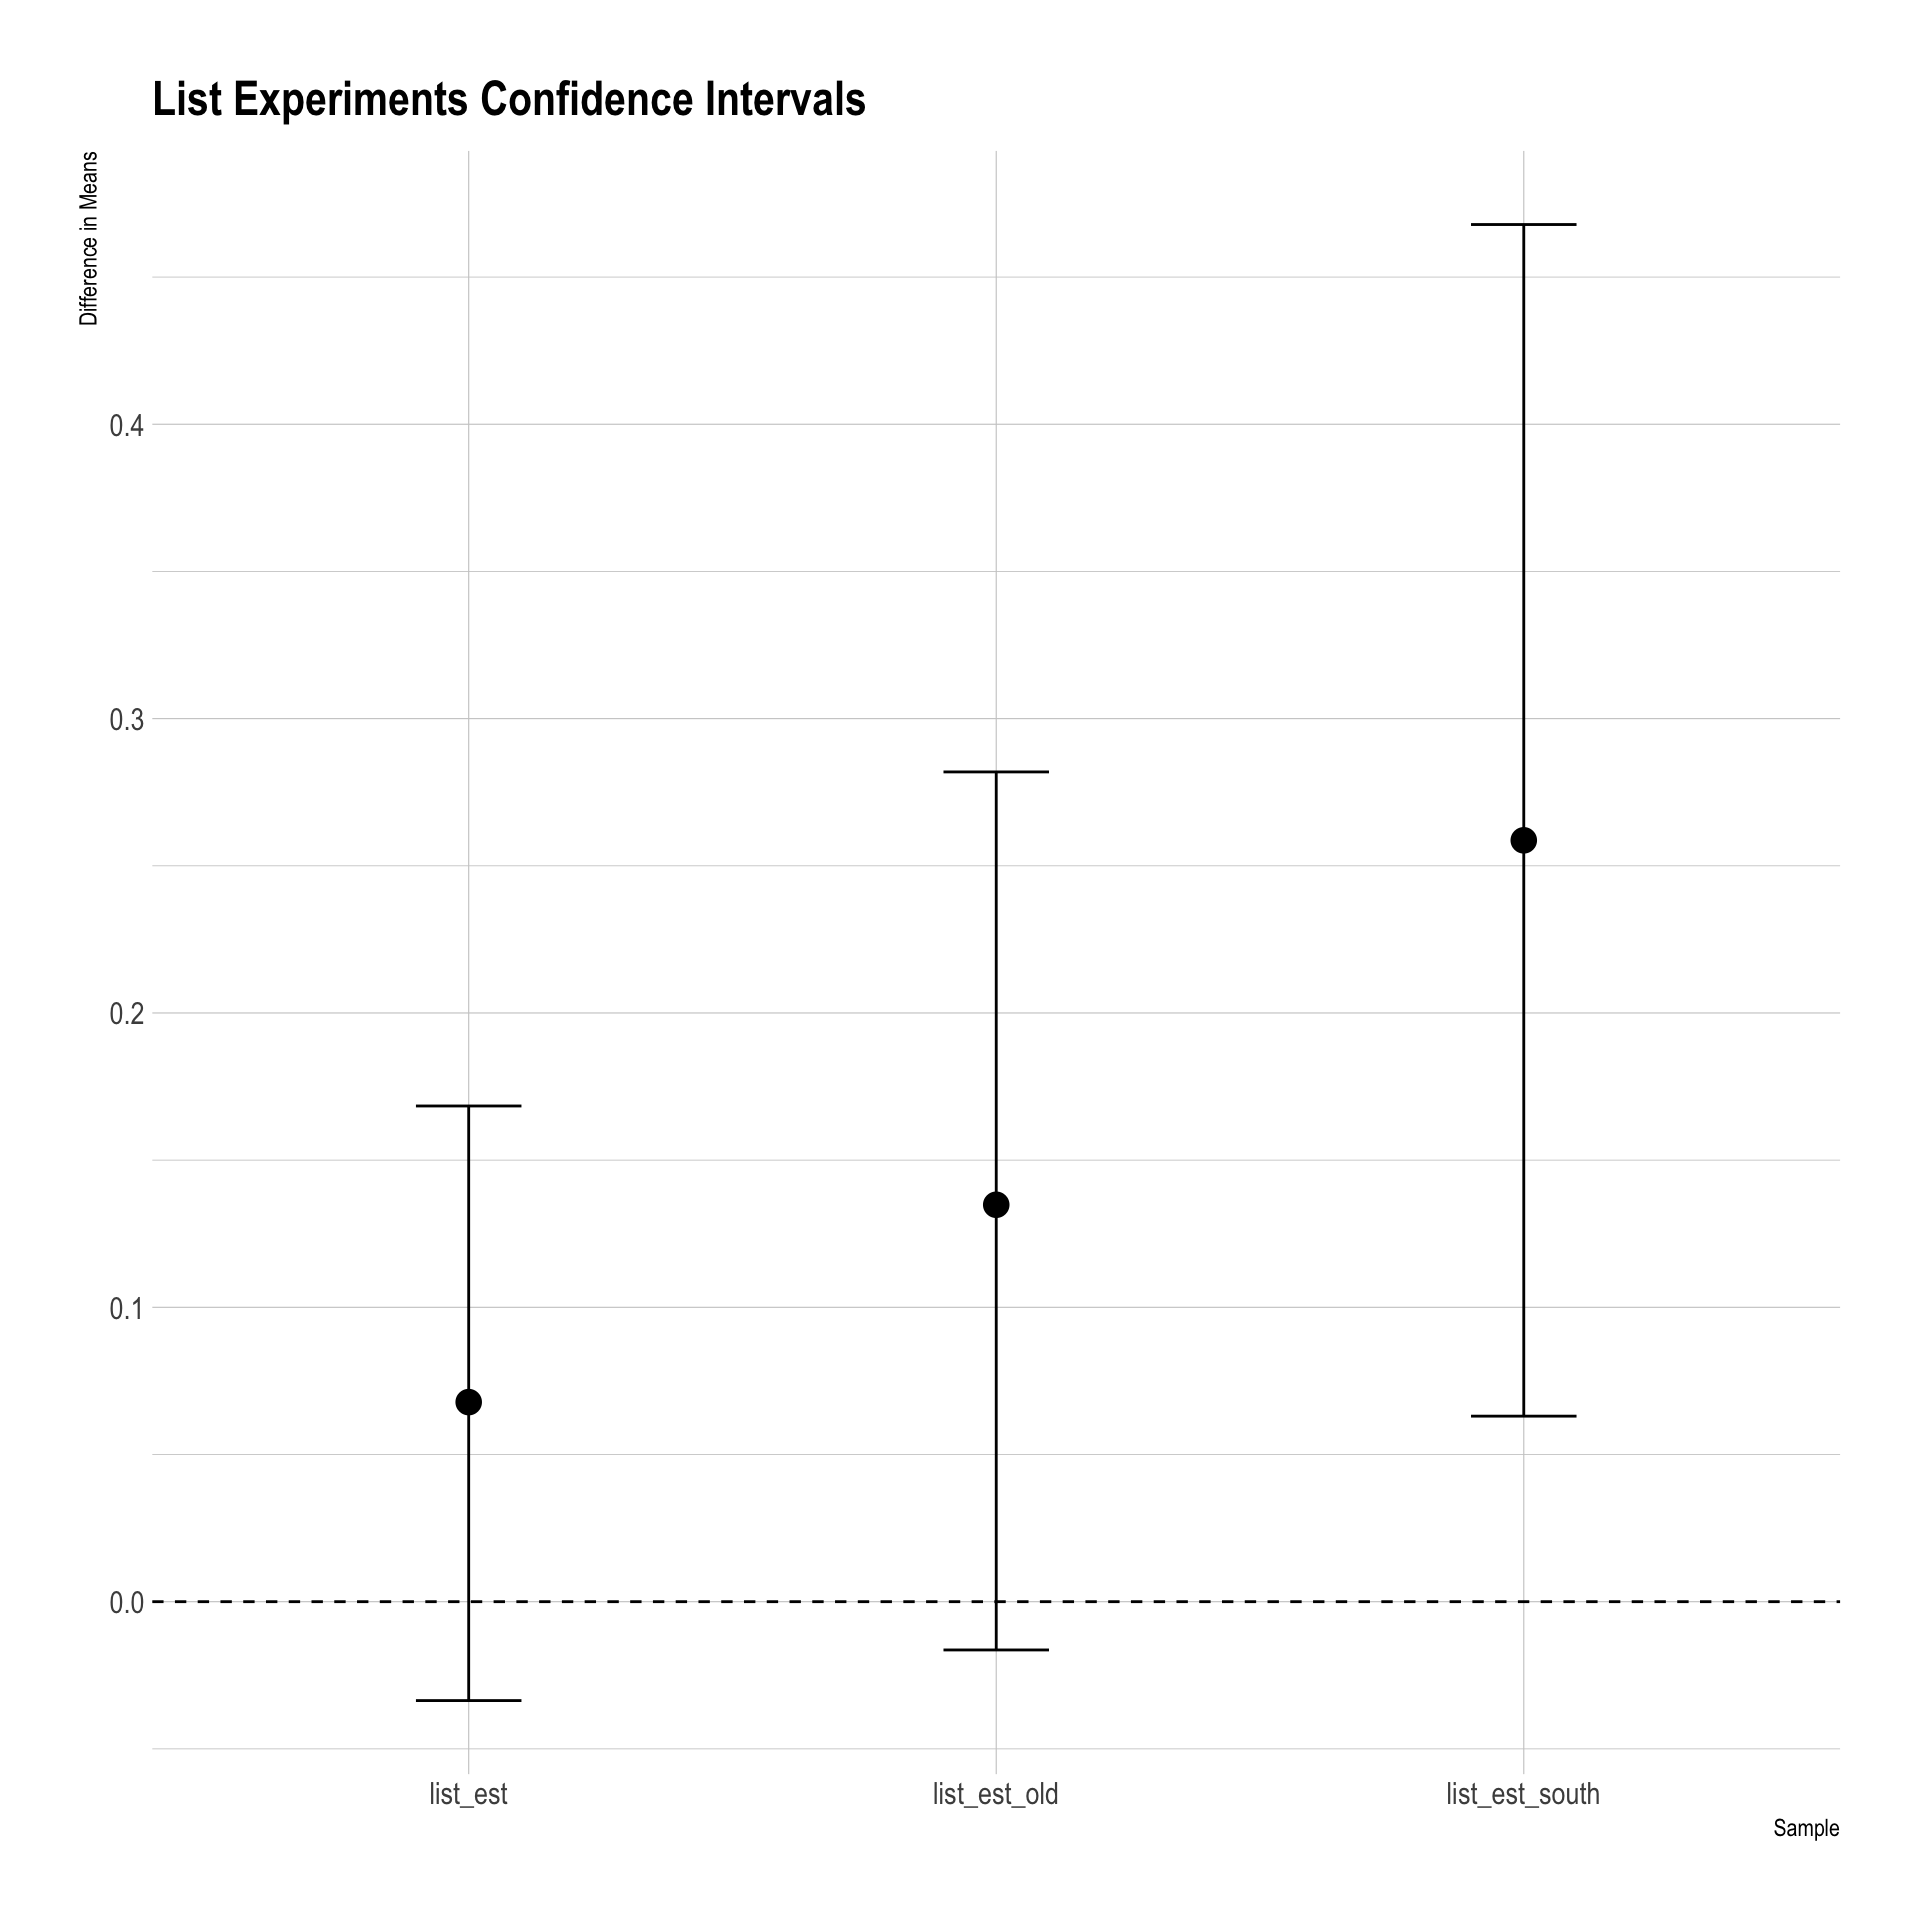 List Experiments Confidence Intervals
Difference in Means
0.4
0.3
0.2
0.1
0.0
list_est
list_est_old
list_est_south
Sample